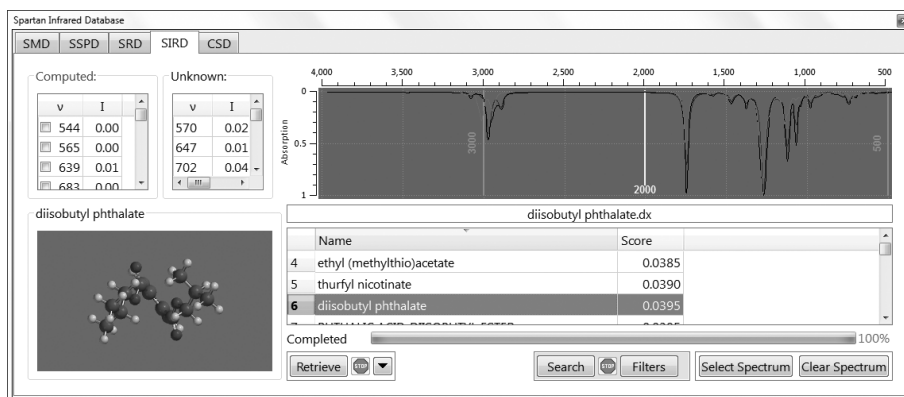 Spartan Infrared Database
SMD SSPD SRD SIRD CSD
Computed: Unknown:
ν I ν I
544 0.00 570 0.02
565 0.00 647 0.01
639 0.01 702 0.04
683 0.00
4,000 3,500 3,000 2,500 2,000 1,500 1,000 500
0
0.5
1
Absorption
3000
2000
500
diisobutyl phthalate
diisobutyl phthalate.dx
Name Score
4 ethyl (methylthio)acetate 0.0385
5 thurfyl nicotinate 0.0390
6 diisobutyl phthalate 0.0395
Completed 100%
Retrieve STOP Search STOP Filters Select Spectrum Clear Spectrum